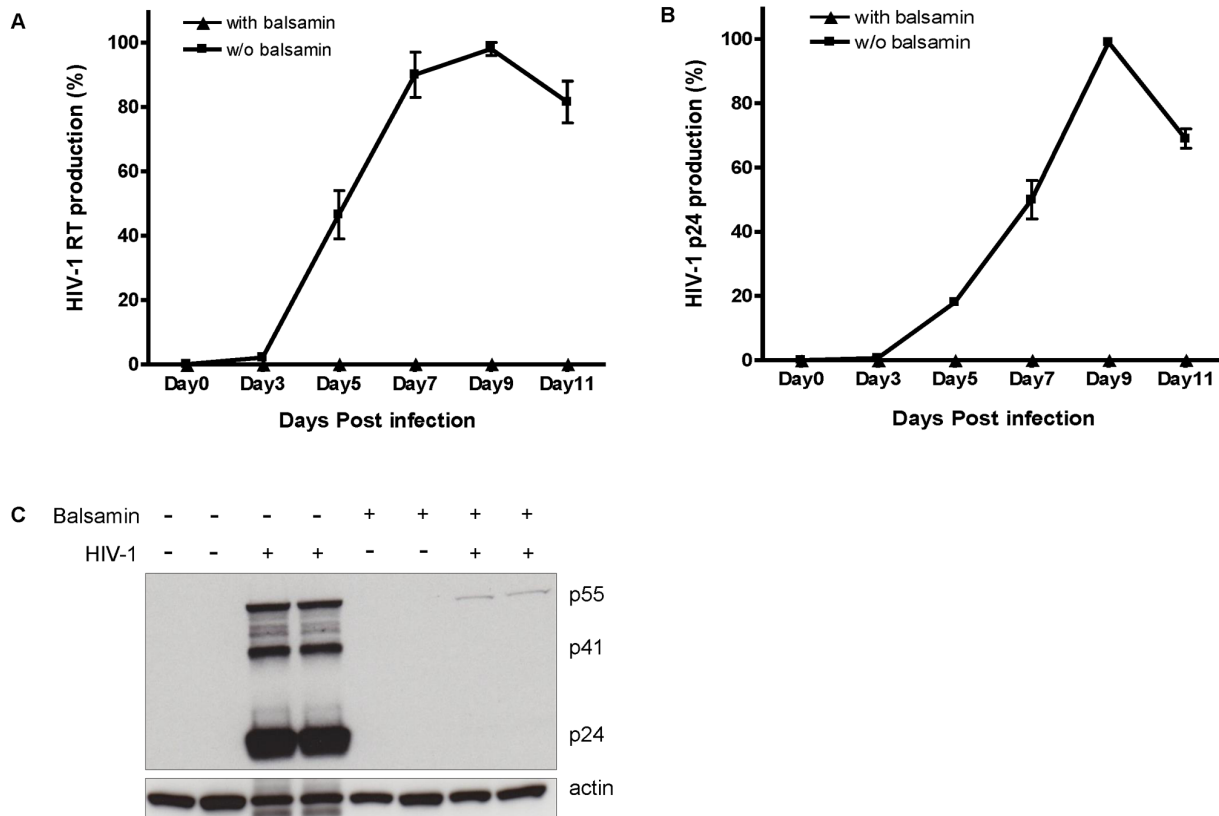 A
with balsamin
w/o balsamin
HIV-1 RT production (%)
100
80
60
40
20
0
Day0 Day3 Day5 Day7 Day9 Day11
Days Post infection
B
with balsamin
w/o balsamin
HIV-1 p24 production (%)
100
80
60
40
20
0
Day0 Day3 Day5 Day7 Day9 Day11
Days Post infection
C Balsamin - - - - + + + +
HIV-1 - - + + - - + +
p55
p41
p24
actin